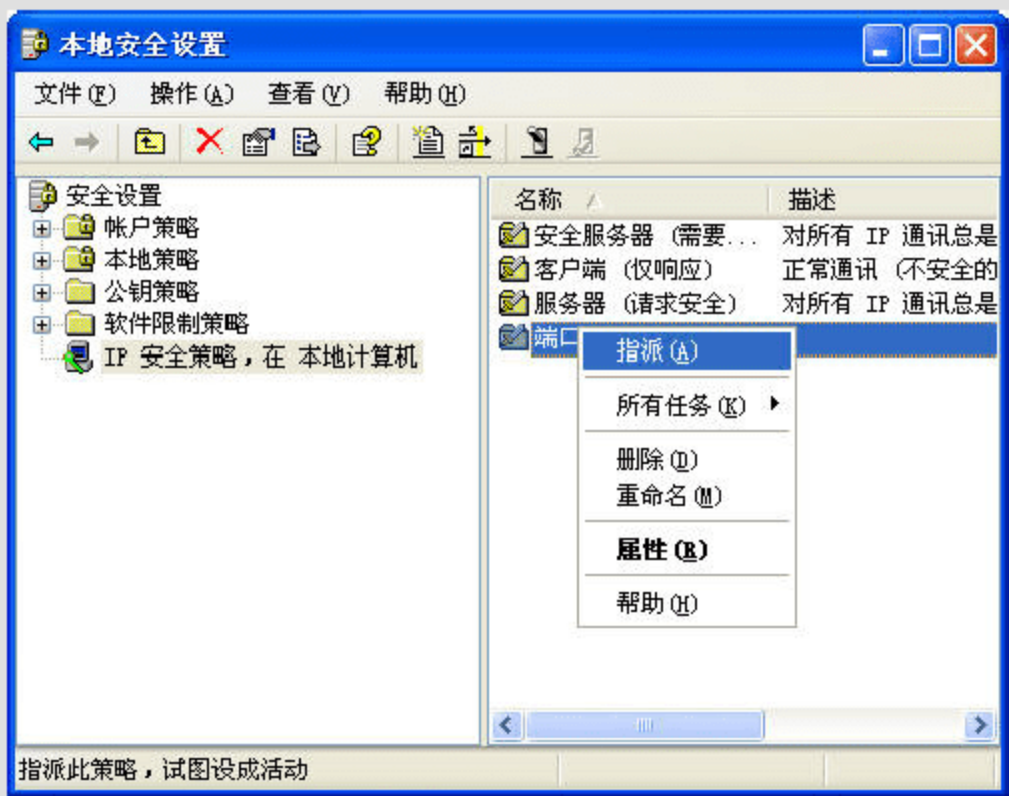 本地安全设置
文件(F) 操作(A) 查看(V) 帮助(H)
安全设置
帐户策略
本地策略
公钥策略
软件限制策略
IP 安全策略，在 本地计算机
名称 描述
安全服务器 (需要... 对所有 IP 通讯总是
客户端 (仅响应) 正常通讯 (不安全的
服务器 (请求安全) 对所有 IP 通讯总是
端口
指派(A)
所有任务(K)
删除(D)
重命名(M)
属性(R)
帮助(H)
指派此策略，试图设成活动